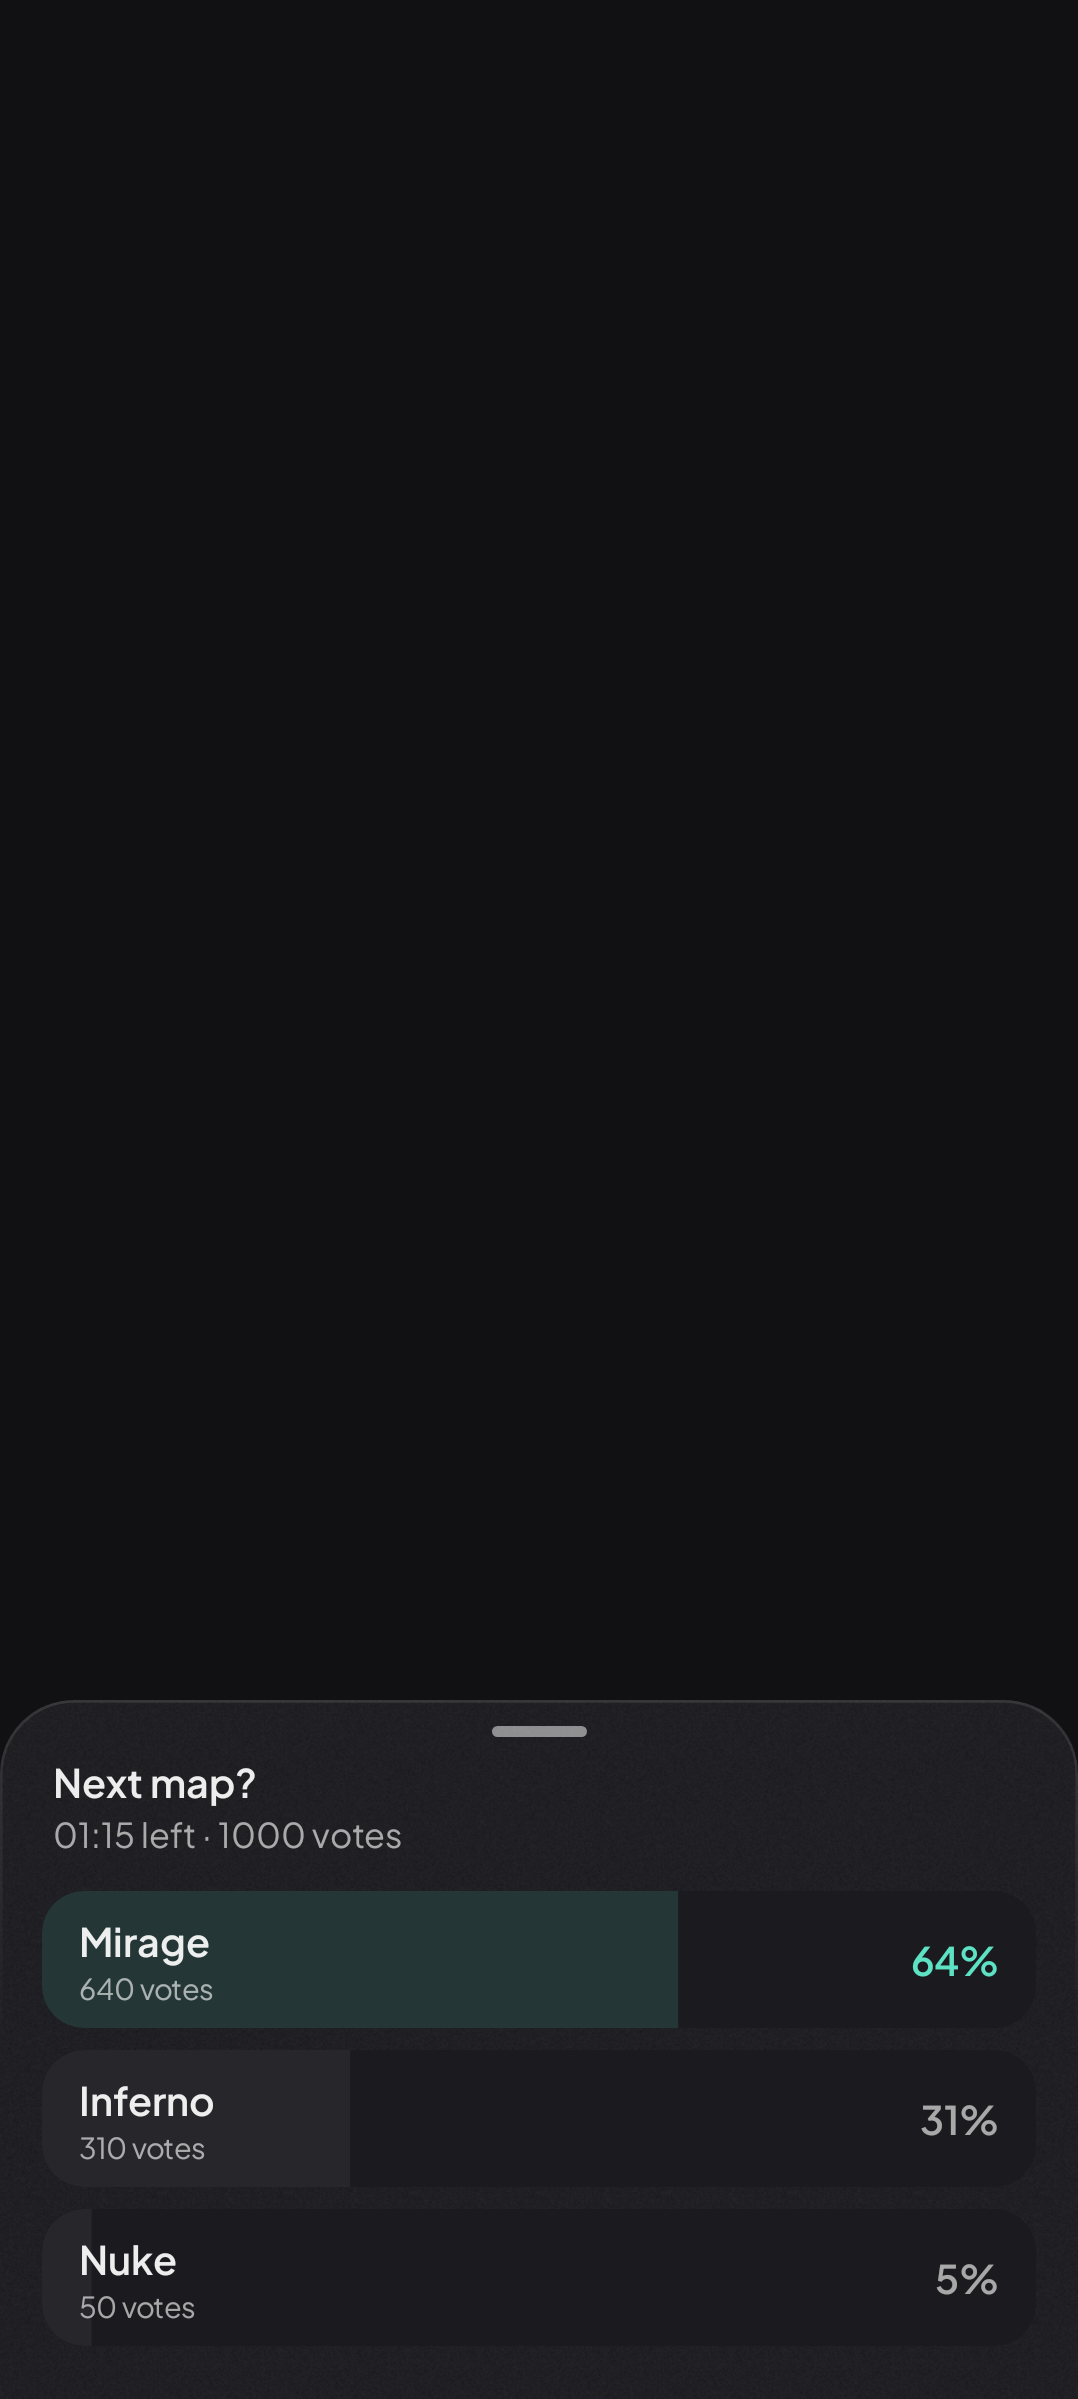 Next map?
01:15 left · 1000 votes
Mirage
640 votes
64%
Inferno
310 votes
31%
Nuke
50 votes
5%